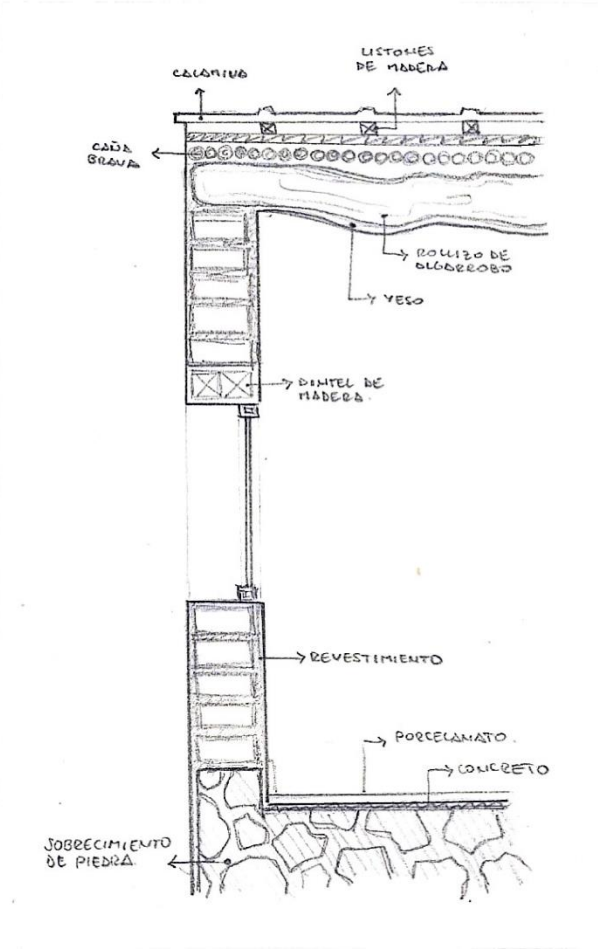 LISTONES
DE MADERA
CALAMINA
CAÑA
BRAVA
ROLLIZO DE
ALGARROBO
YESO
DINTEL DE
MADERA.
REVESTIMIENTO
PORCELANATO.
CONCRETO
SOBRECIMIENTO
DE PIEDRA